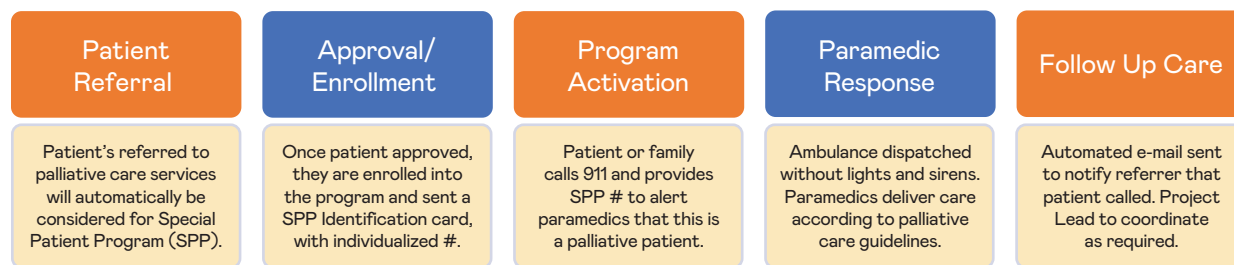 Patient
Referral
Patient's referred to
palliative care services
will automatically be
considered for Special
Patient Program (SPP).
Approval/
Enrollment
Once patient approved,
they are enrolled into
the program and sent a
SPP Identification card,
with individualized #.
Program
Activation
Patient or family
calls 911 and provides
SPP # to alert
paramedics that this is
a palliative patient.
Paramedic
Response
Ambulance dispatched
without lights and sirens.
Paramedics deliver care
according to palliative
care guidelines.
Follow Up Care
Automated e-mail sent
to notify referrer that
patient called. Project
Lead to coordinate
as required.